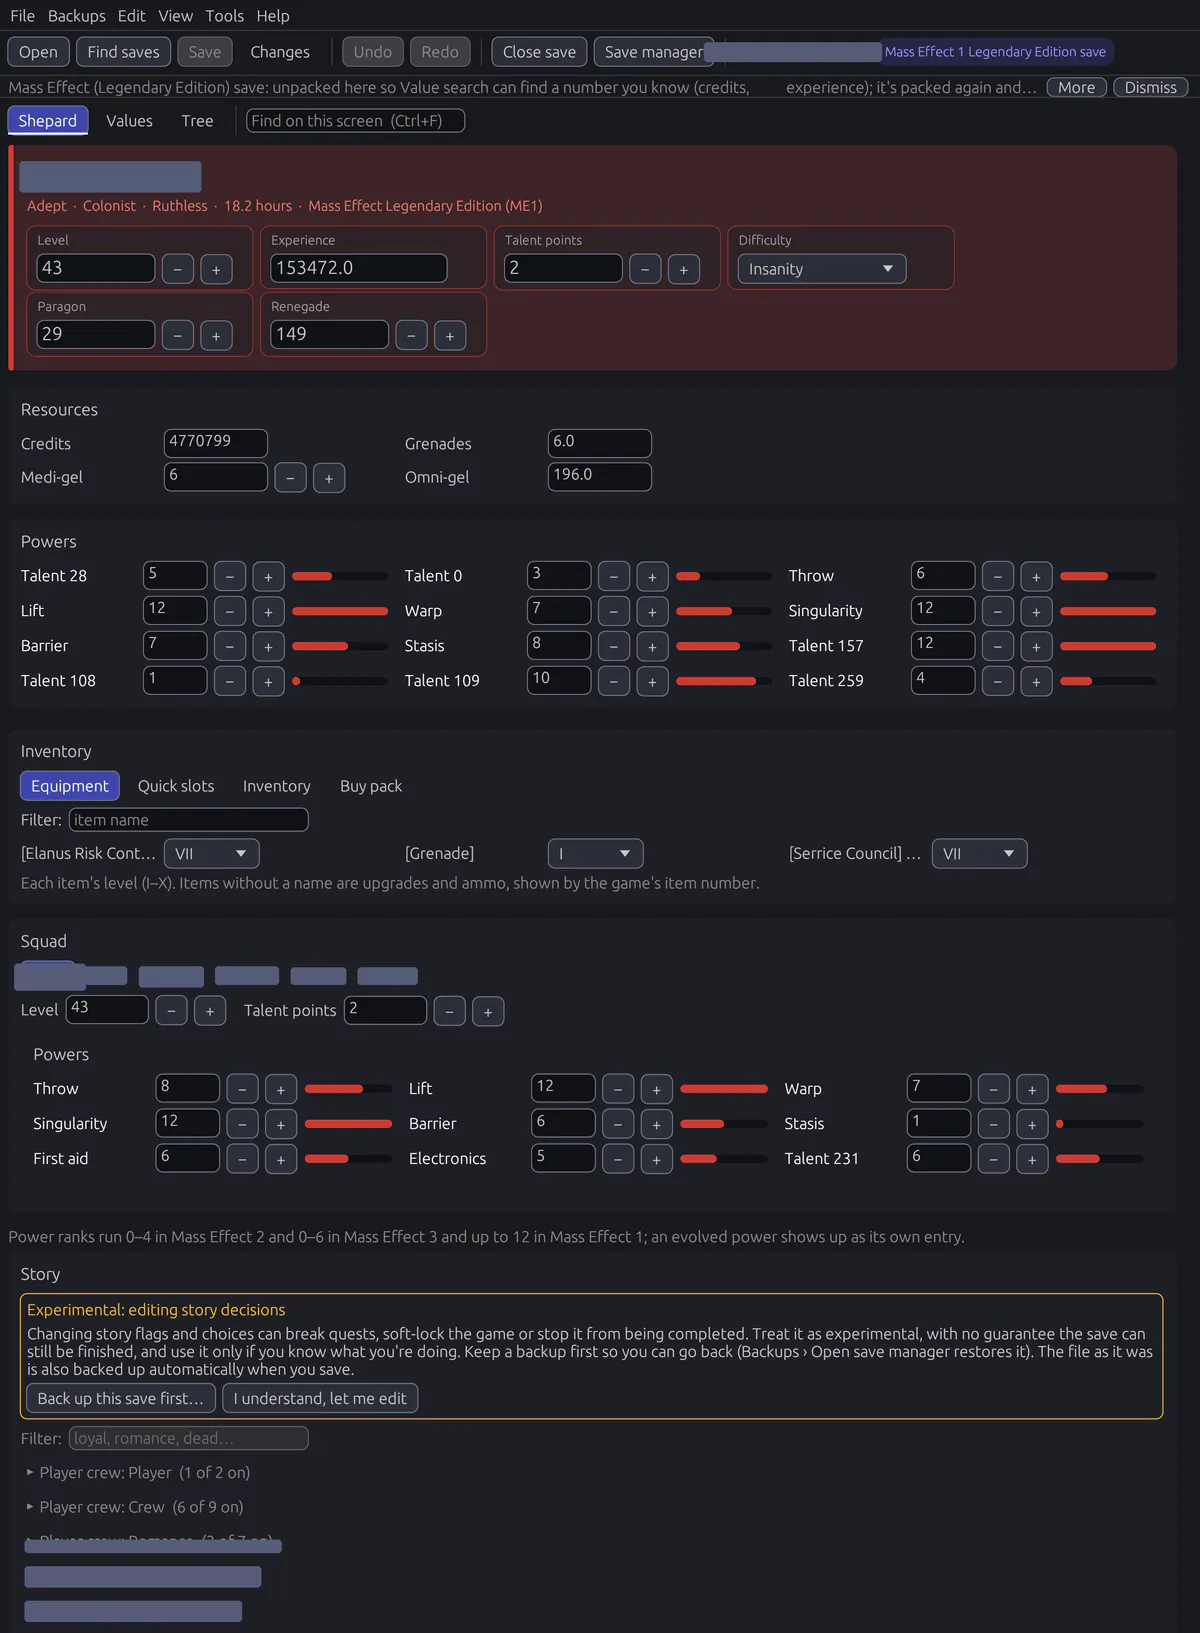 File Backups Edit View Tools Help
Open Find saves Save Changes Undo Redo Close save Save manager Mass Effect 1 Legendary Edition save
Mass Effect (Legendary Edition) save: unpacked here so Value search can find a number you know (credits, experience); it's packed again and… More Dismiss
Shepard Values Tree Find on this screen (Ctrl+F)
Adept · Colonist · Ruthless · 18.2 hours · Mass Effect Legendary Edition (ME1)
Level Experience Talent points Difficulty
43 − + 153472.0 2 − + Insanity
Paragon Renegade
29 − + 149 − +
Resources
Credits 4770799 Grenades 6.0
Medi-gel 6 − + Omni-gel 196.0
Powers
Talent 28 5 − + Talent 0 3 − + Throw 6 − +
Lift 12 − + Warp 7 − + Singularity 12 − +
Barrier 7 − + Stasis 8 − + Talent 157 12 − +
Talent 108 1 − + Talent 109 10 − + Talent 259 4 − +
Inventory
Equipment Quick slots Inventory Buy pack
Filter: item name
[Elanus Risk Cont… VII [Grenade] I [Serrice Council] … VII
Each item's level (I–X). Items without a name are upgrades and ammo, shown by the game's item number.
Squad
Level 43 − + Talent points 2 − +
Powers
Throw 8 − + Lift 12 − + Warp 7 − +
Singularity 12 − + Barrier 6 − + Stasis 1 − +
First aid 6 − + Electronics 5 − + Talent 231 6 − +
Power ranks run 0–4 in Mass Effect 2 and 0–6 in Mass Effect 3 and up to 12 in Mass Effect 1; an evolved power shows up as its own entry.
Story
Experimental: editing story decisions
Changing story flags and choices can break quests, soft-lock the game or stop it from being completed. Treat it as experimental, with no guarantee the save can
still be finished, and use it only if you know what you're doing. Keep a backup first so you can go back (Backups › Open save manager restores it). The file as it was
is also backed up automatically when you save.
Back up this save first… I understand, let me edit
Filter: loyal, romance, dead…
Player crew: Player (1 of 2 on)
Player crew: Crew (6 of 9 on)